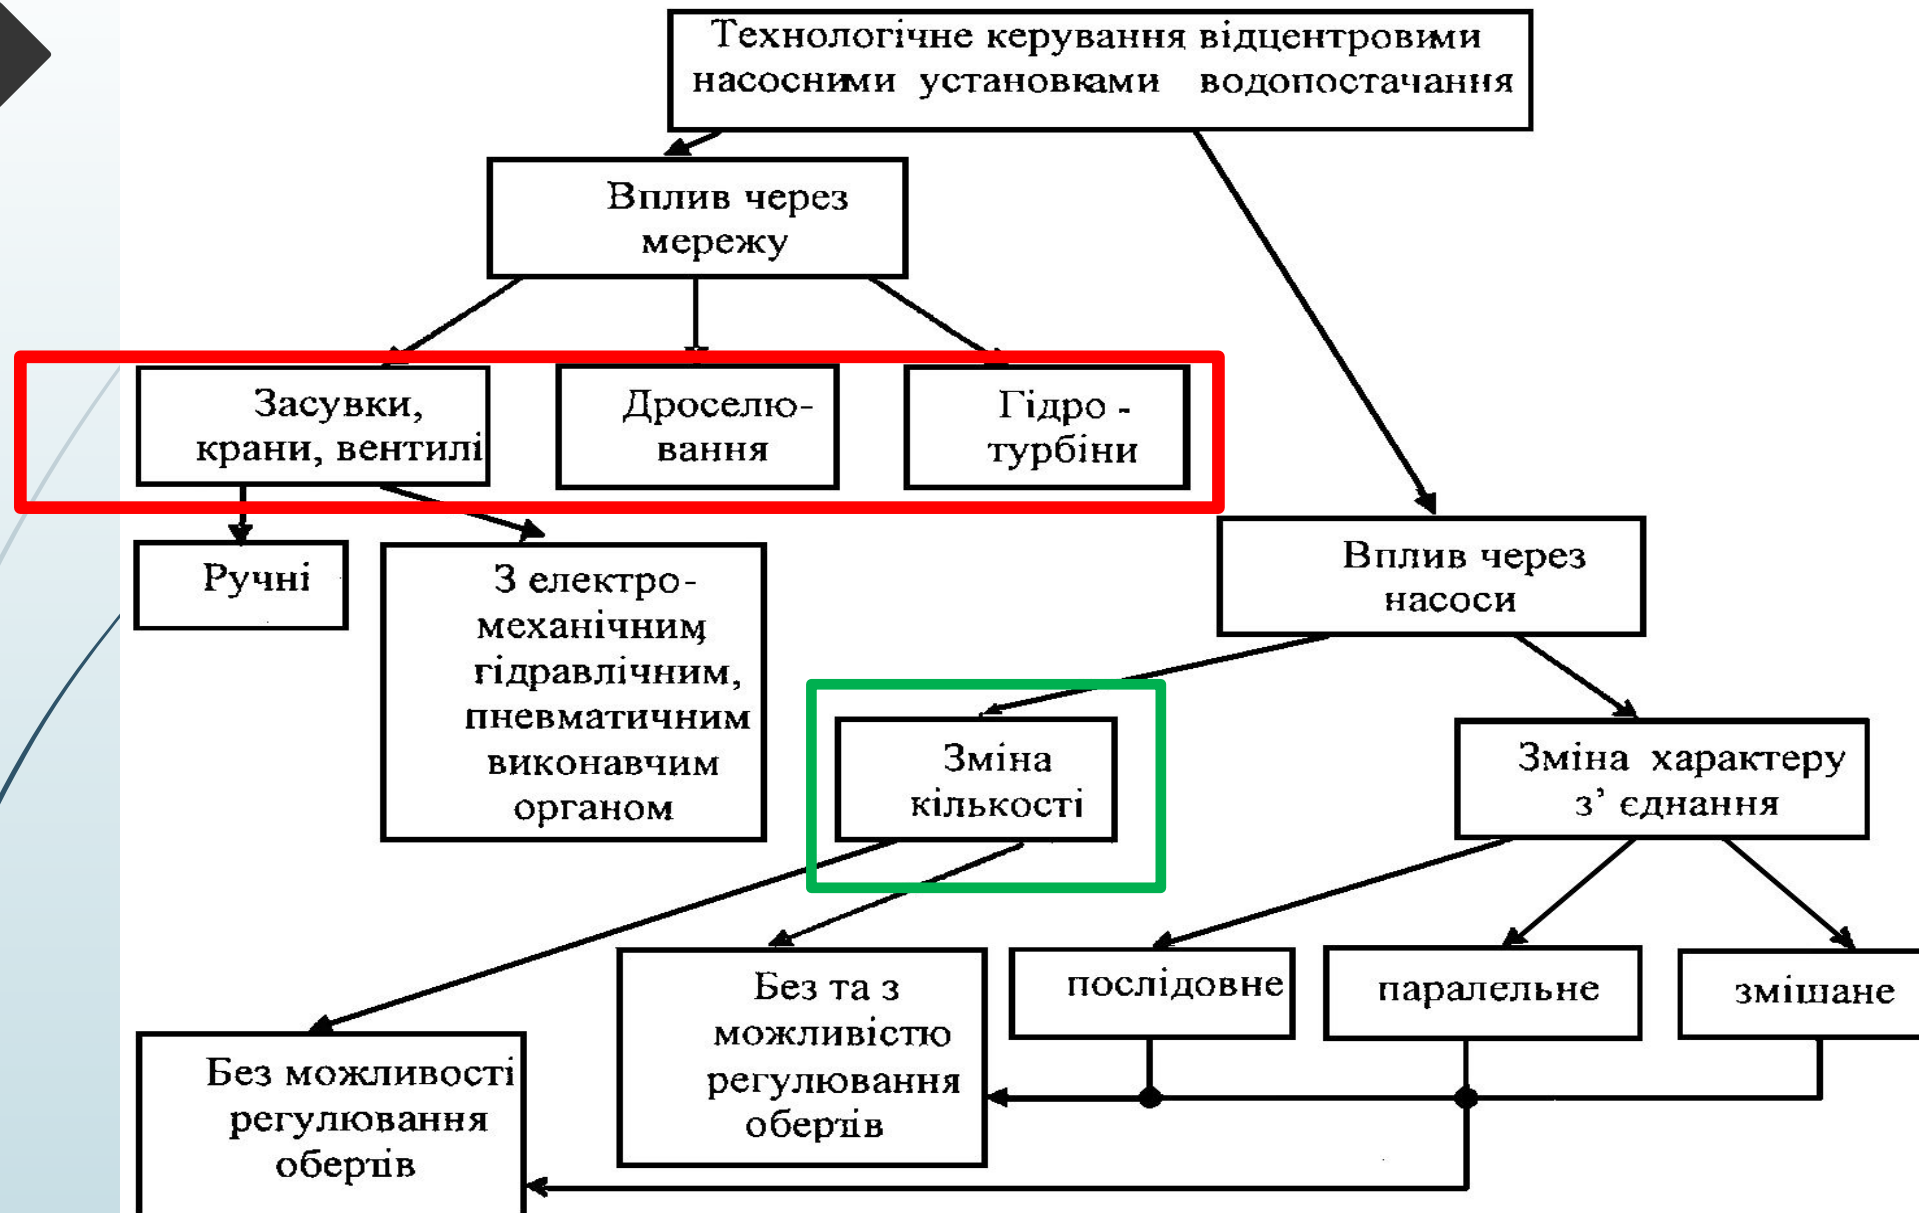 Технологічне керування відцентровими
насосними установками водопостачання
Вплив через
мережу
Засувки,
крани, вентилі
Дроселю-
вання
Гідро -
турбіни
Ручні
З електро-
механічним,
гідравлічним,
пневматичним
виконавчим
органом
Вплив через
насоси
Зміна
кількості
Зміна характеру
з’ єднання
Без можливості
регулювання
обертів
Без та з
можливістю
регулювання
обертів
послідовне
паралельне
змішане